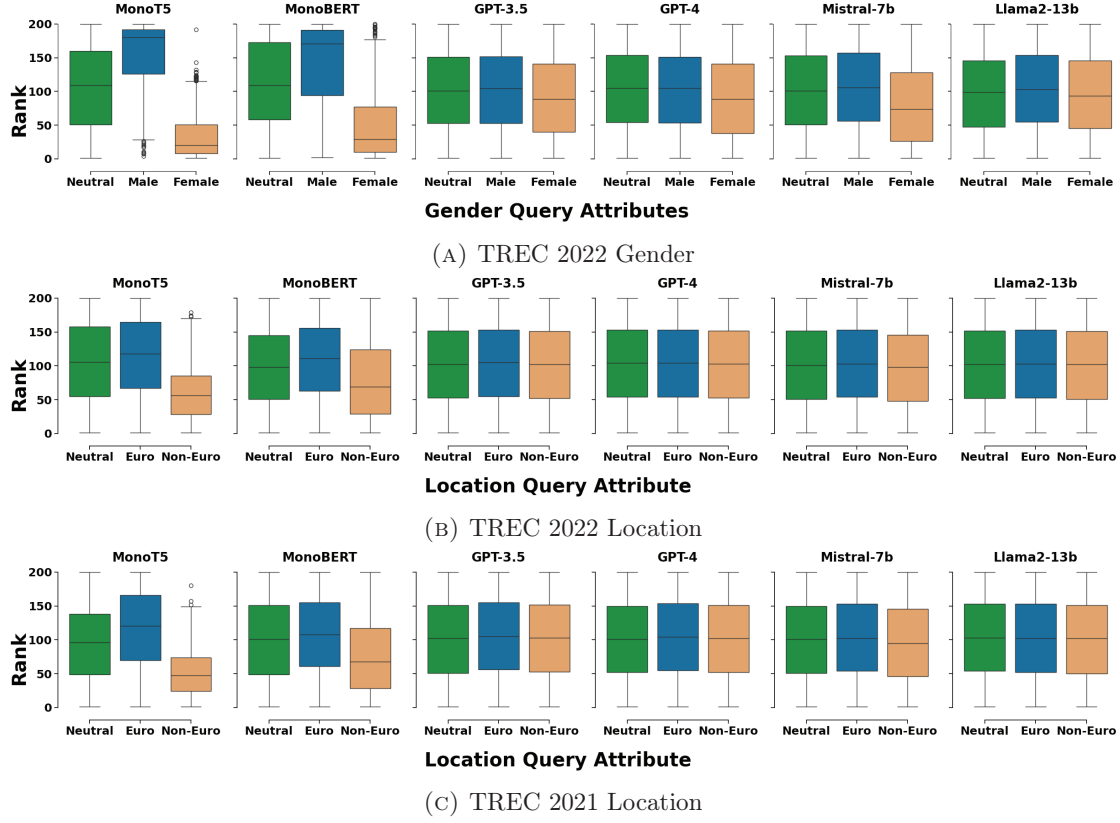 MonoT5 MonoBERT GPT-3.5 GPT-4 Mistral-7b Llama2-13b
200
150
100
50
0
Rank
Neutral Male Female Neutral Male Female Neutral Male Female Neutral Male Female Neutral Male Female Neutral Male Female
Gender Query Attributes
(A) TREC 2022 Gender
MonoT5 MonoBERT GPT-3.5 GPT-4 Mistral-7b Llama2-13b
200
150
100
50
0
Rank
Neutral Euro Non-Euro Neutral Euro Non-Euro Neutral Euro Non-Euro Neutral Euro Non-Euro Neutral Euro Non-Euro Neutral Euro Non-Euro
Location Query Attribute
(B) TREC 2022 Location
MonoT5 MonoBERT GPT-3.5 GPT-4 Mistral-7b Llama2-13b
200
150
100
50
0
Rank
Neutral Euro Non-Euro Neutral Euro Non-Euro Neutral Euro Non-Euro Neutral Euro Non-Euro Neutral Euro Non-Euro Neutral Euro Non-Euro
Location Query Attribute
(C) TREC 2021 Location